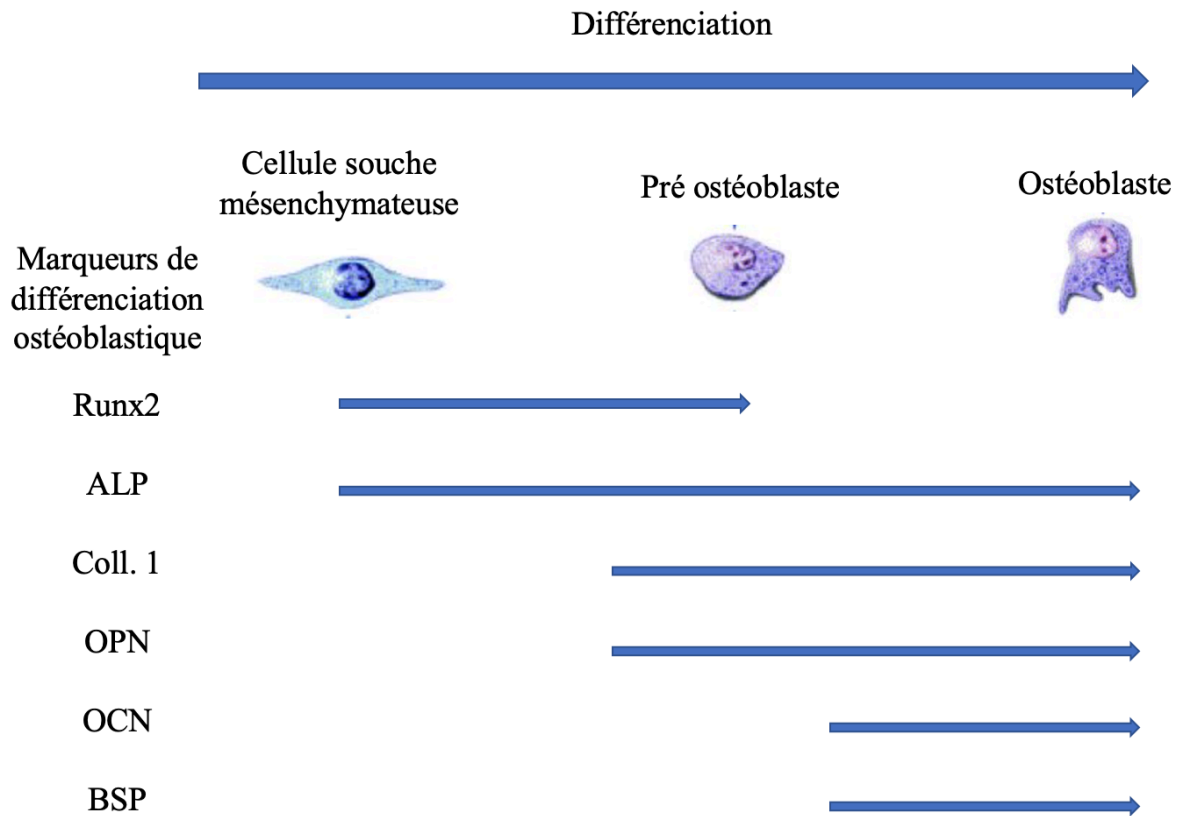 Différenciation
Cellule souche
mésenchymateuse
Pré ostéoblaste
Ostéoblaste
Marqueurs de
différenciation
ostéoblastique
Runx2
ALP
Coll. 1
OPN
OCN
BSP